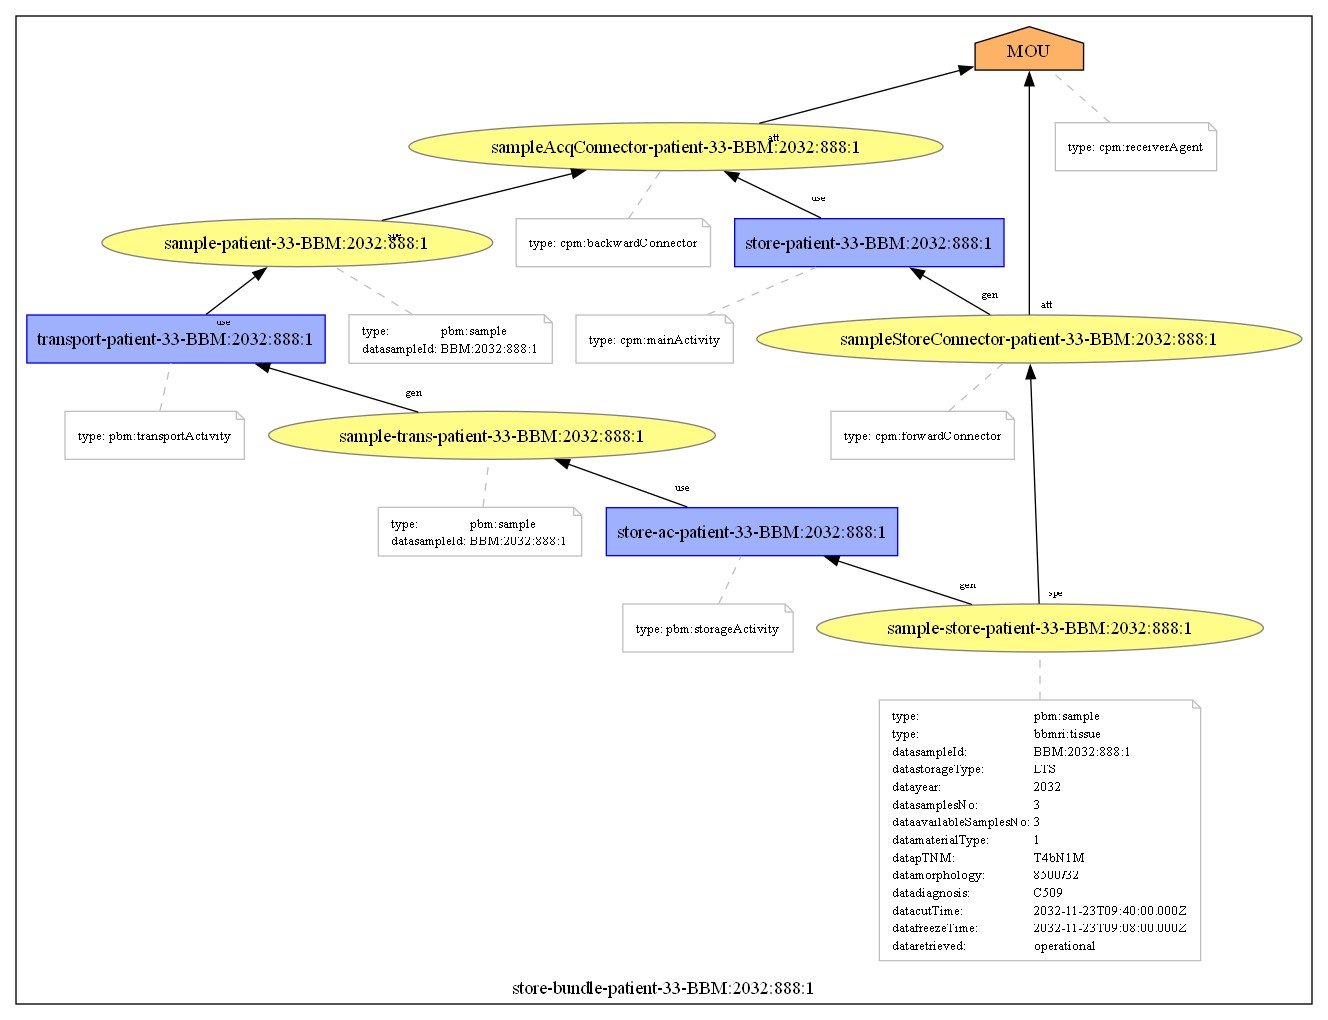 MOU
att
sampleAcqConnector-patient-33-BBM:2032:888:1
type: cpm:receiverAgent
use
spe
sample-patient-33-BBM:2032:888:1
type: cpm:backwardConnector
store-patient-33-BBM:2032:888:1
gen
att
use
transport-patient-33-BBM:2032:888:1
type: pbm:sample
datasampleId: BBM:2032:888:1
type: cpm:mainActivity
sampleStoreConnector-patient-33-BBM:2032:888:1
gen
type: pbm:transportActivity
sample-trans-patient-33-BBM:2032:888:1
type: cpm:forwardConnector
use
type: pbm:sample
datasampleId: BBM:2032:888:1
store-ac-patient-33-BBM:2032:888:1
gen
spe
type: pbm:storageActivity
sample-store-patient-33-BBM:2032:888:1
type: pbm:sample
type: bbmri:tissue
datasampleId: BBM:2032:888:1
datastorageType: LTS
datayear: 2032
datasamplesNo: 3
dataavailableSamplesNo: 3
datamaterialType: 1
datapTNM: T4bN1M
datamorphology: 8500/32
datadiagnosis: C509
datacutTime: 2032-11-23T09:40:00.000Z
datafreezeTime: 2032-11-23T09:08:00.000Z
dataretrieved: operational
store-bundle-patient-33-BBM:2032:888:1